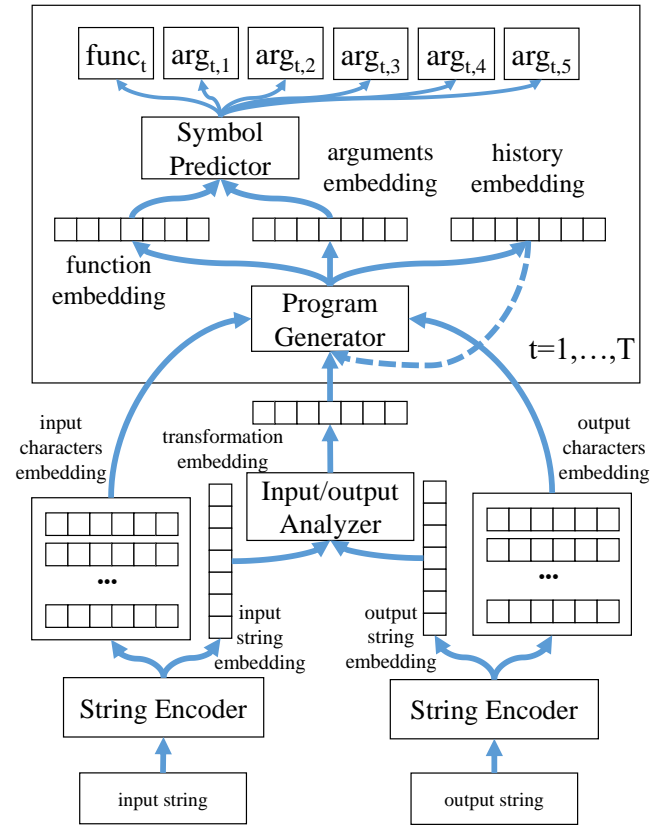 func_t arg_t,1 arg_t,2 arg_t,3 arg_t,4 arg_t,5
Symbol
Predictor
arguments
embedding
history
embedding
function
embedding
Program
Generator
t=1,…,T
input
characters
embedding
transformation
embedding
output
characters
embedding
Input/output
Analyzer
...
...
input
string
embedding
output
string
embedding
String Encoder
String Encoder
input string
output string